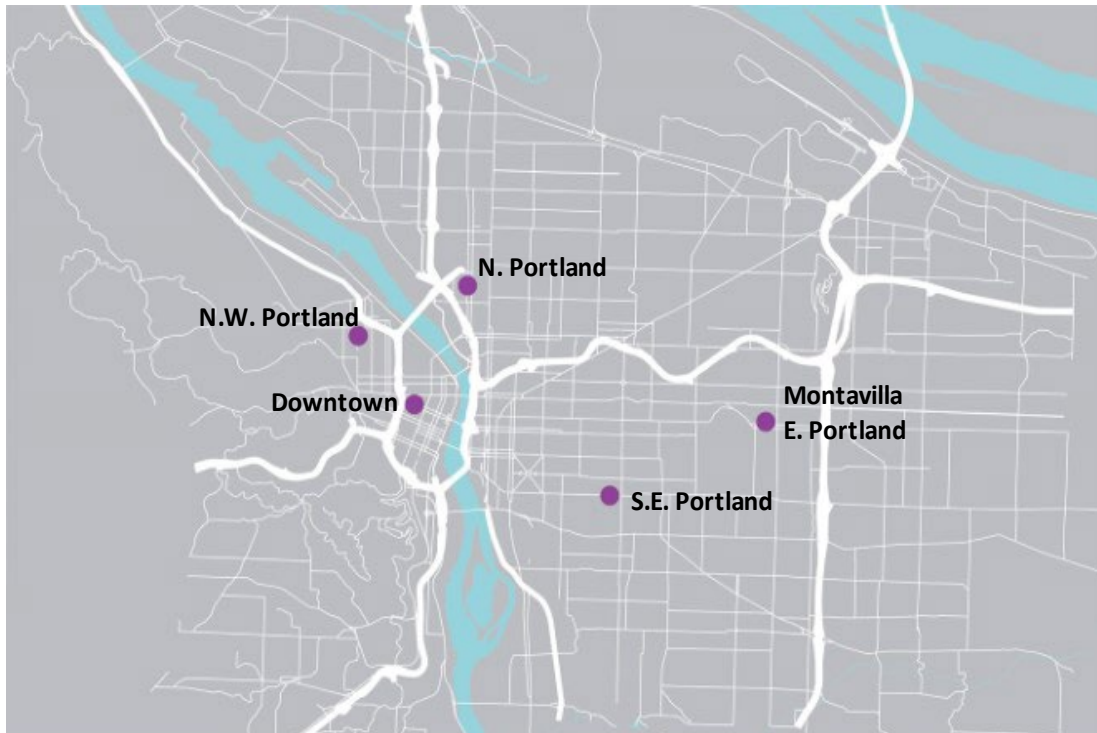 N. Portland
N.W. Portland
Downtown
Montavilla
E. Portland
S.E. Portland